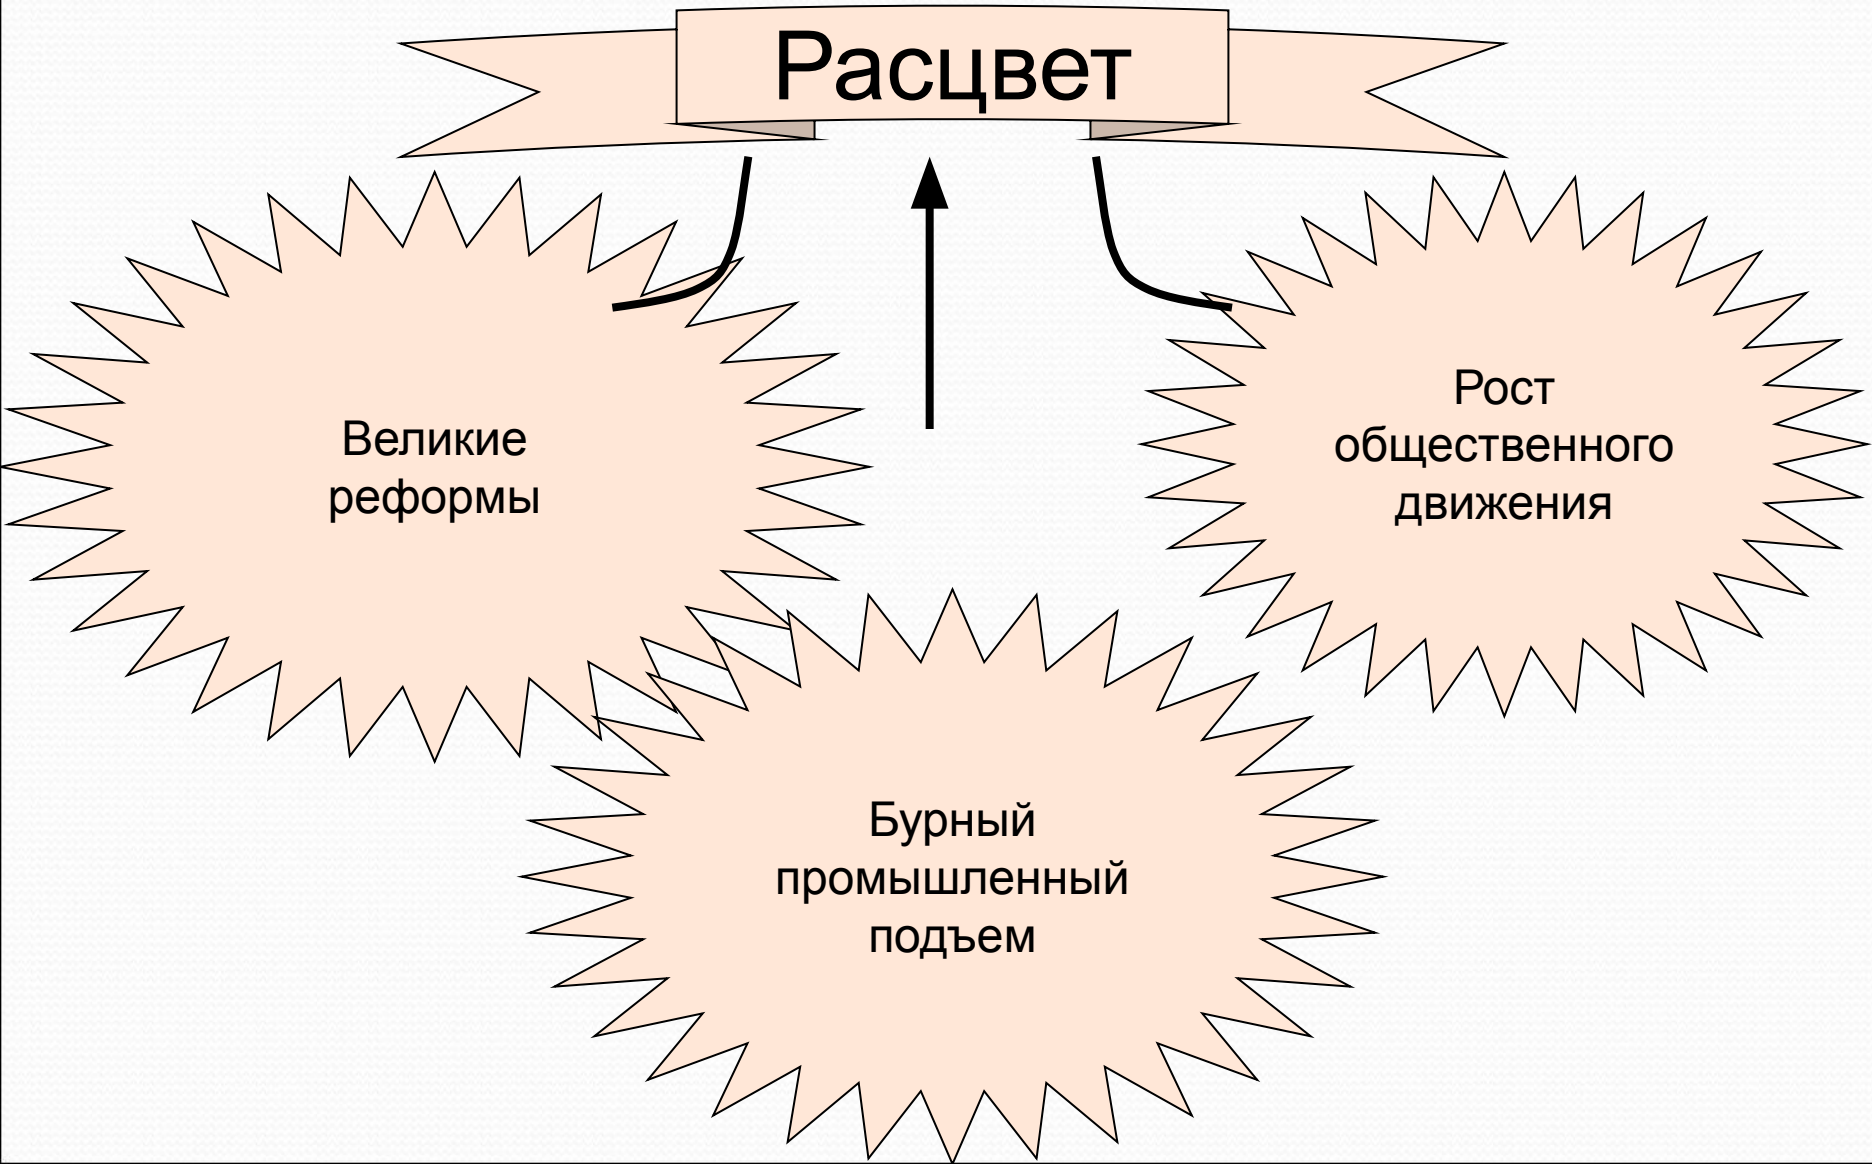 Расцвет
Великие
реформы
Рост
общественного
движения
Бурный
промышленный
подъем